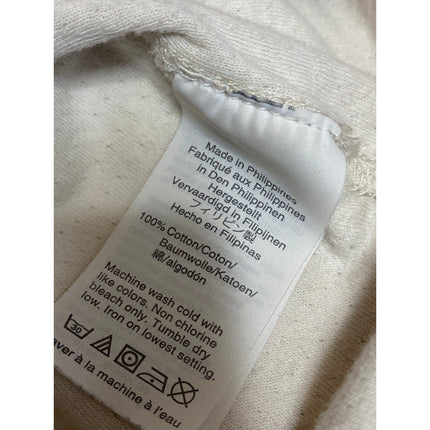 Made in Philippines
Fabriqué aux Philippines
in Den Philippinen
Hergestellt
Vervaardigd in Filipijnen
フィリピン製
Hecho en Filipinas
100% Cotton/Coton/
Baumwolle/Katoen/
綿/algodón
Machine wash cold with
like colors. Non chlorine
bleach only. Tumble dry
low. Iron on lowest setting.
30
aver à la machine à l'eau